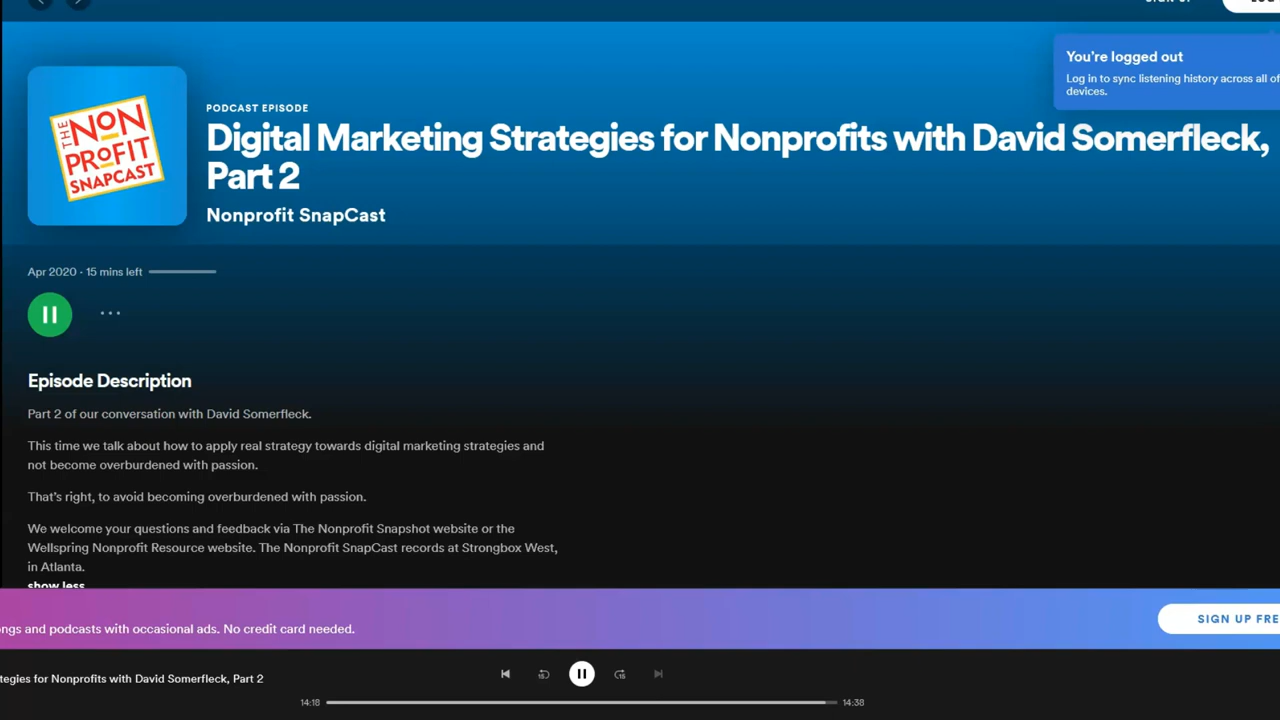 You're logged out
Log in to sync listening history across all of
devices.
THE
NON
PROFIT
SNAPCAST
PODCAST EPISODE
Digital Marketing Strategies for Nonprofits with David Somerfleck,
Part 2
Nonprofit SnapCast
Apr 2020 · 15 mins left
Episode Description
Part 2 of our conversation with David Somerfleck.
This time we talk about how to apply real strategy towards digital marketing strategies and
not become overburdened with passion.
That's right, to avoid becoming overburdened with passion.
We welcome your questions and feedback via The Nonprofit Snapshot website or the
Wellspring Nonprofit Resource website. The Nonprofit SnapCast records at Strongbox West,
in Atlanta.
show less
ongs and podcasts with occasional ads. No credit card needed.
SIGN UP FRE
tegies for Nonprofits with David Somerfleck, Part 2
15
15
14:18
14:38